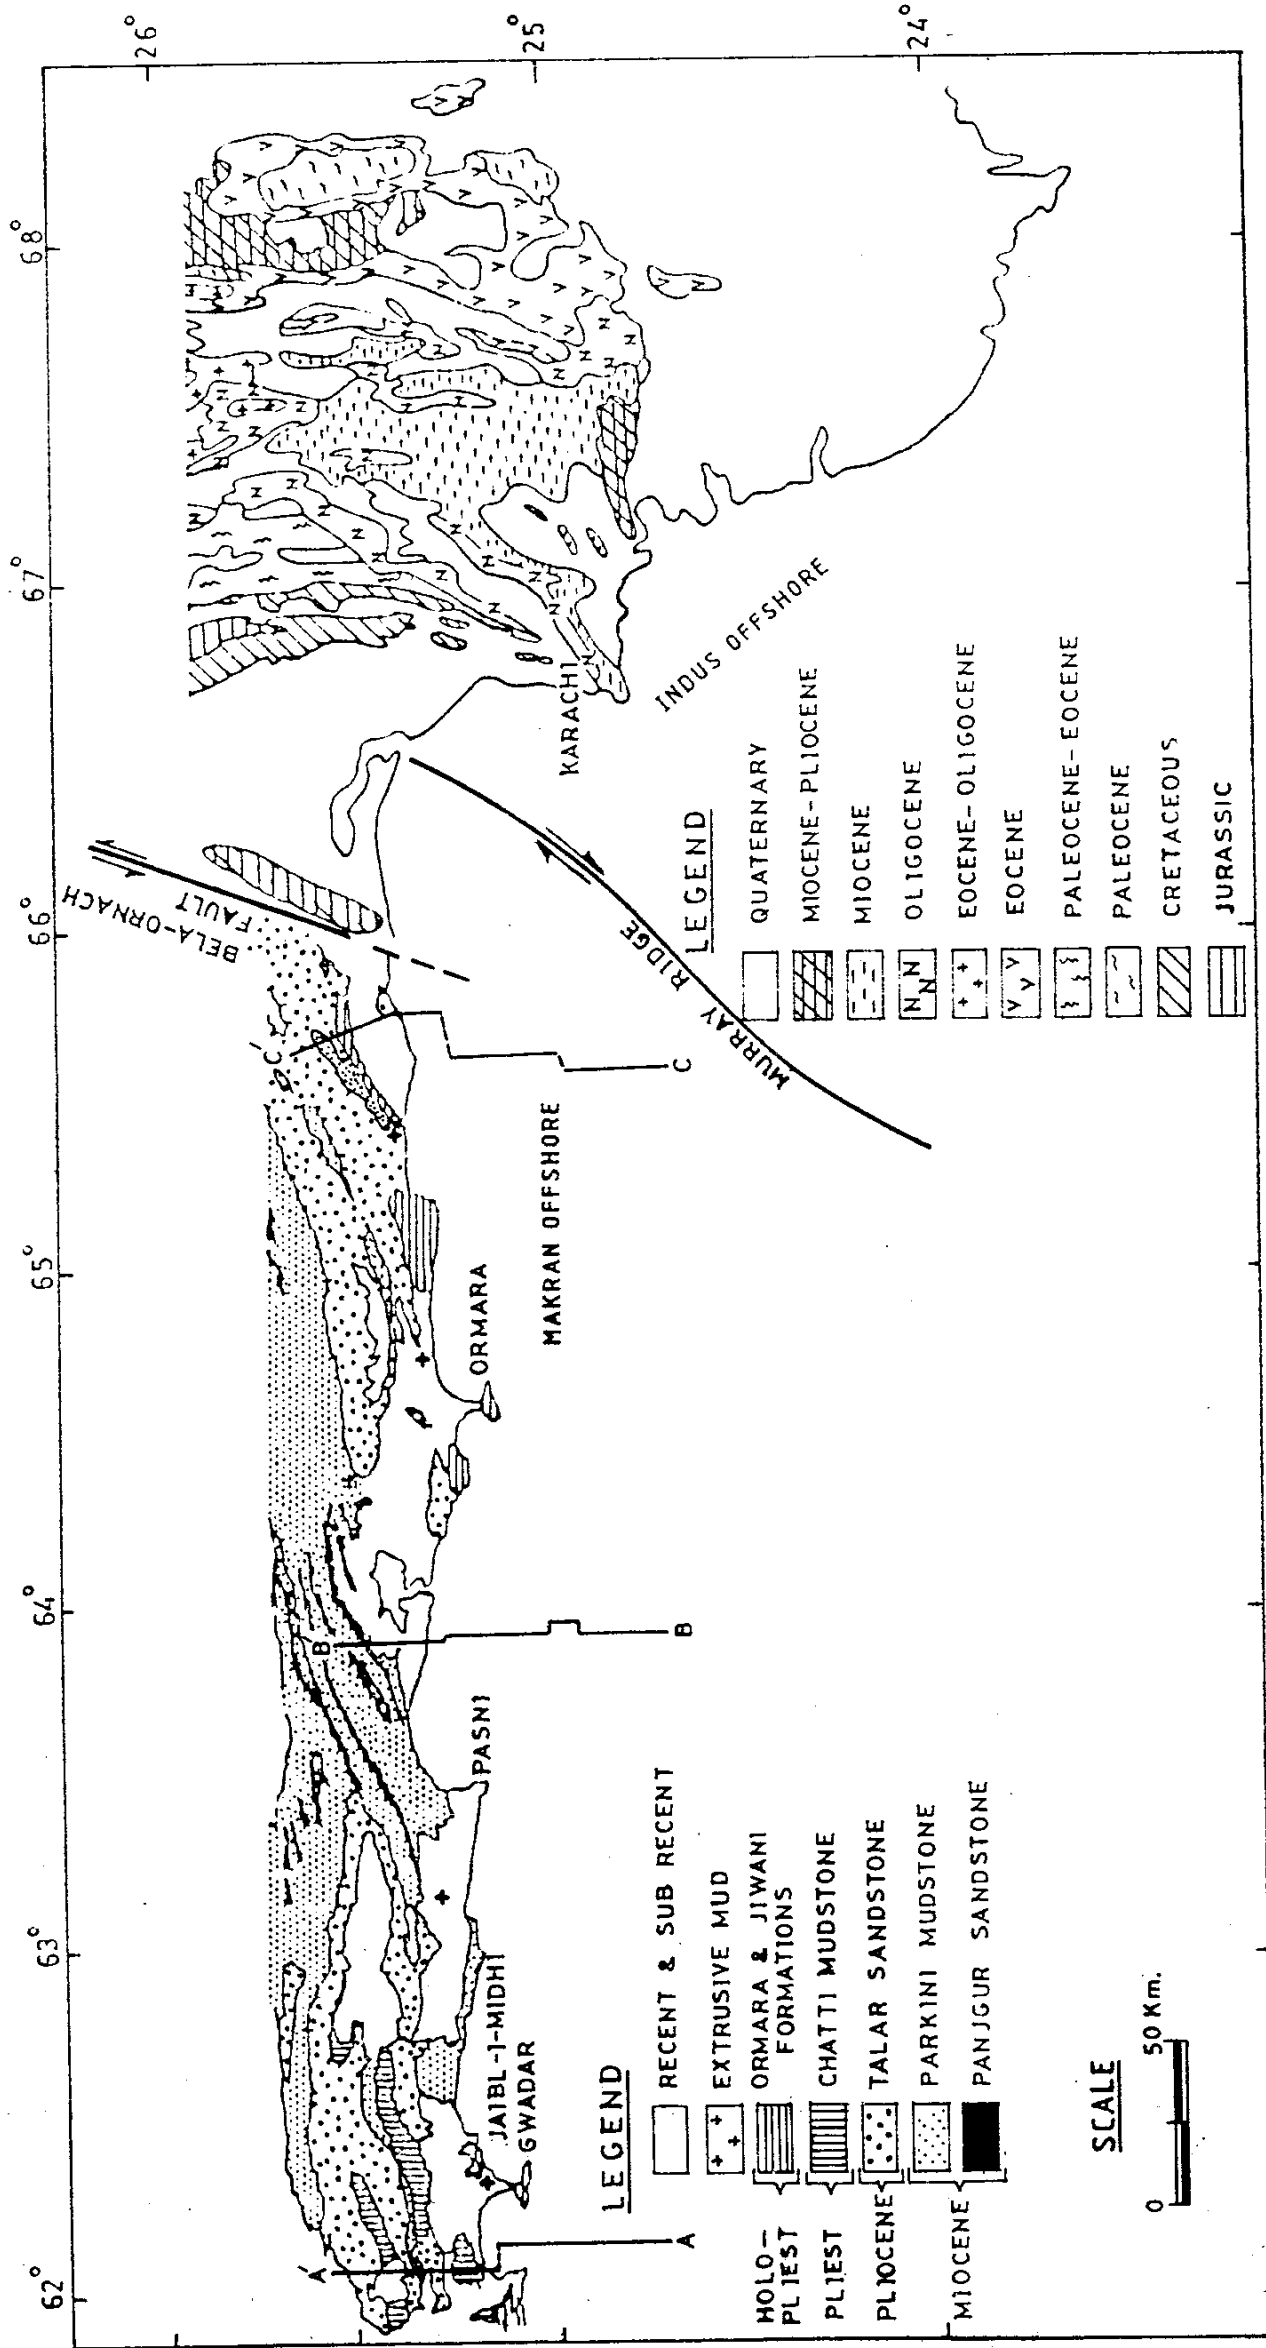 62°
63°
64°
65°
66°
67°
68°
26°
25°
24°
BELA-ORNACH
FAULT
A'
B'
C'
A
B
C
JAIBL-I-MIDHI
GWADAR
PASNI
ORMARA
MAKRAN OFFSHORE
MURRAY RIDGE
KARACHI
INDUS OFFSHORE
LEGEND
RECENT & SUB RECENT
EXTRUSIVE MUD
HOLO-
PLIEST
ORMARA & JIWANI
FORMATIONS
PLIEST
CHATTI MUDSTONE
PLIOCENE
TALAR SANDSTONE
MIOCENE
PARKINI MUDSTONE
PANJGUR SANDSTONE
SCALE
0 50 Km.
LEGEND
QUATERNARY
MIOCENE-PLIOCENE
MIOCENE
OLIGOCENE
EOCENE-OLIGOCENE
EOCENE
PALEOCENE-EOCENE
PALEOCENE
CRETACEOUS
JURASSIC